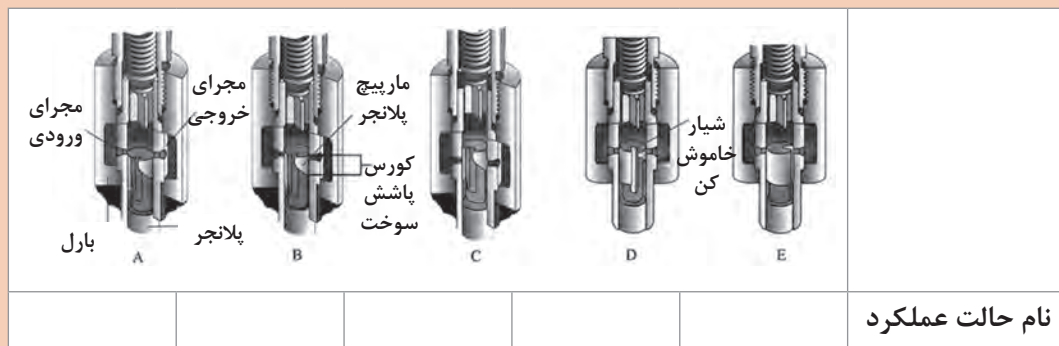 مجرای
ورودی
مجرای
خروجی
مارپیچ
پلانجر
کورس
پاشش
سوخت
شیار
خاموش
کن
بارل
پلانجر
A
B
C
D
E
نام حالت عملکرد